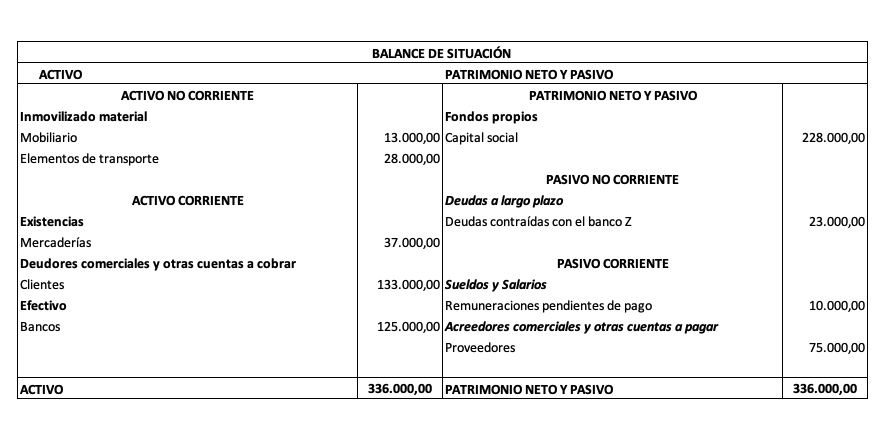 BALANCE DE SITUACIÓN
ACTIVO PATRIMONIO NETO Y PASIVO
ACTIVO NO CORRIENTE PATRIMONIO NETO Y PASIVO
Inmovilizado material Fondos propios
Mobiliario 13.000,00 Capital social 228.000,00
Elementos de transporte 28.000,00
PASIVO NO CORRIENTE
ACTIVO CORRIENTE Deudas a largo plazo
Existencias Deudas contraídas con el banco Z 23.000,00
Mercaderías 37.000,00
Deudores comerciales y otras cuentas a cobrar PASIVO CORRIENTE
Clientes 133.000,00 Sueldos y Salarios
Efectivo Remuneraciones pendientes de pago 10.000,00
Bancos 125.000,00 Acreedores comerciales y otras cuentas a pagar
Proveedores 75.000,00
ACTIVO 336.000,00 PATRIMONIO NETO Y PASIVO 336.000,00